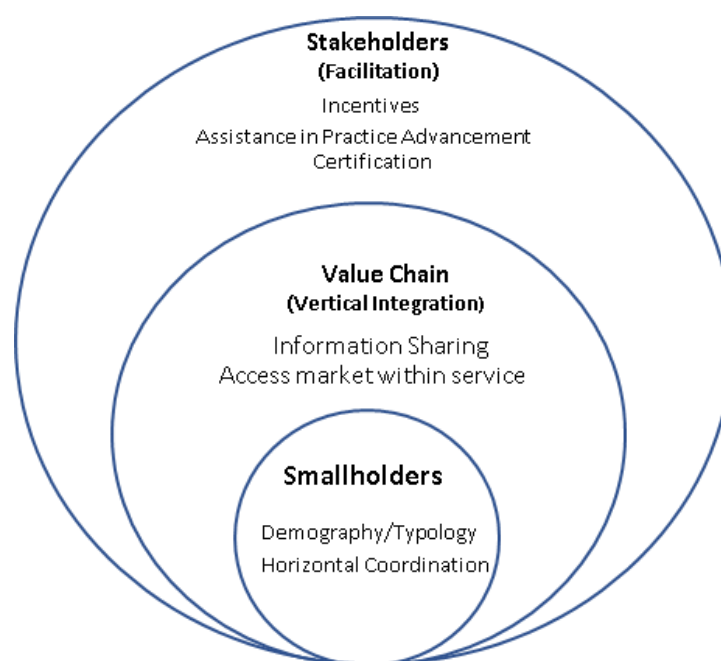 Stakeholders
(Facilitation)
Incentives
Assistance in Practice Advancement
Certification
Value Chain
(Vertical Integration)
Information Sharing
Access market within service
Smallholders
Demography/Typology
Horizontal Coordination